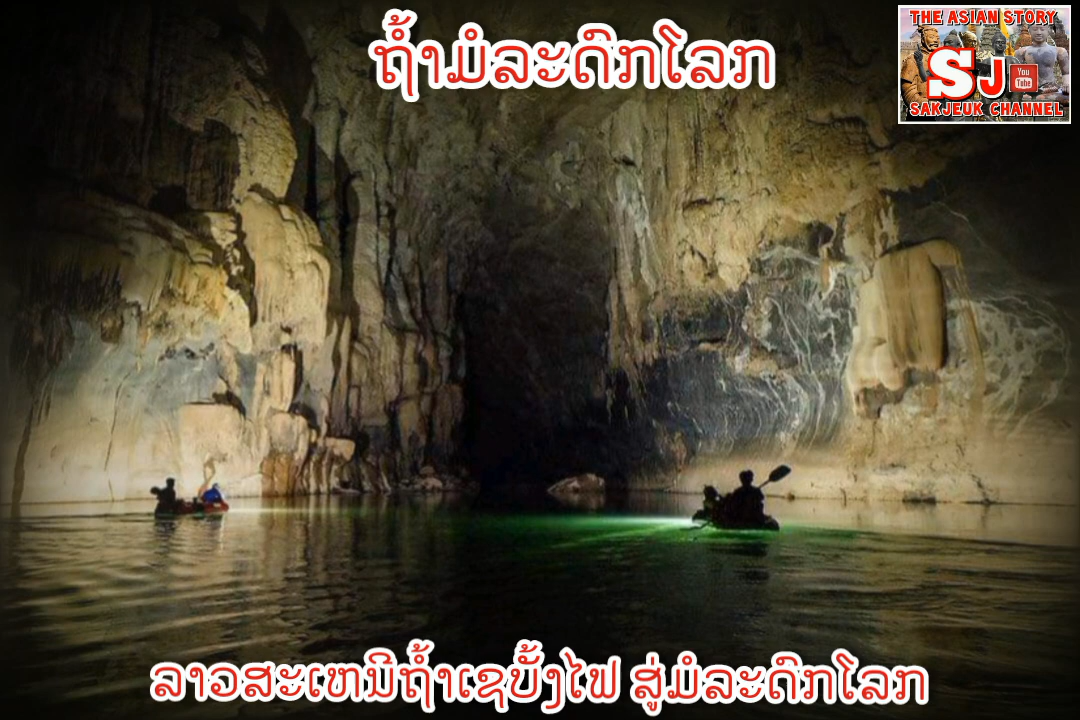 ຖ້ຳມໍລະດົກໂລກ
THE ASIAN STORY
SJ
You
Tube
SAKJEUK CHANNEL
ລາວສະເຫນີຖ້ຳເຊບັ້ງໄຟ ສູ່ມໍລະດົກໂລກ